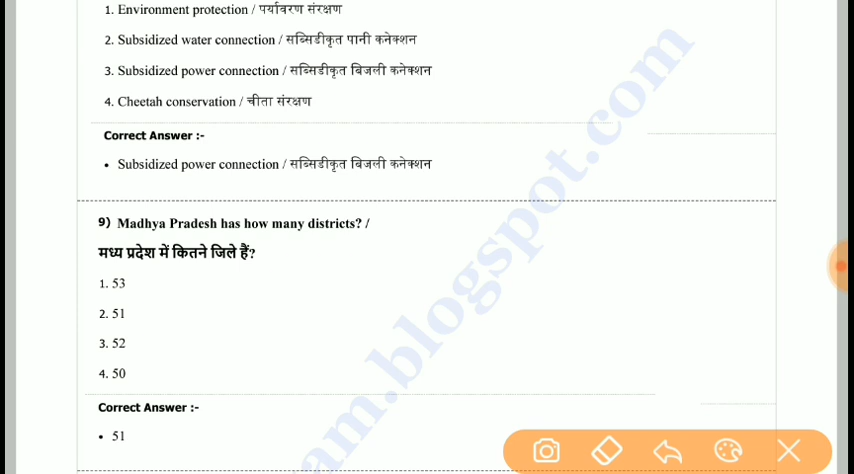 1. Environment protection / पर्यावरण संरक्षण
2. Subsidized water connection / सब्सिडीकृत पानी कनेक्शन
3. Subsidized power connection / सब्सिडीकृत बिजली कनेक्शन
4. Cheetah conservation / चीता संरक्षण
Correct Answer :-
• Subsidized power connection / सब्सिडीकृत बिजली कनेक्शन
9) Madhya Pradesh has how many districts? /
मध्य प्रदेश में कितने जिले हैं?
1. 53
2. 51
3. 52
4. 50
Correct Answer :-
• 51
am.blogspot.com